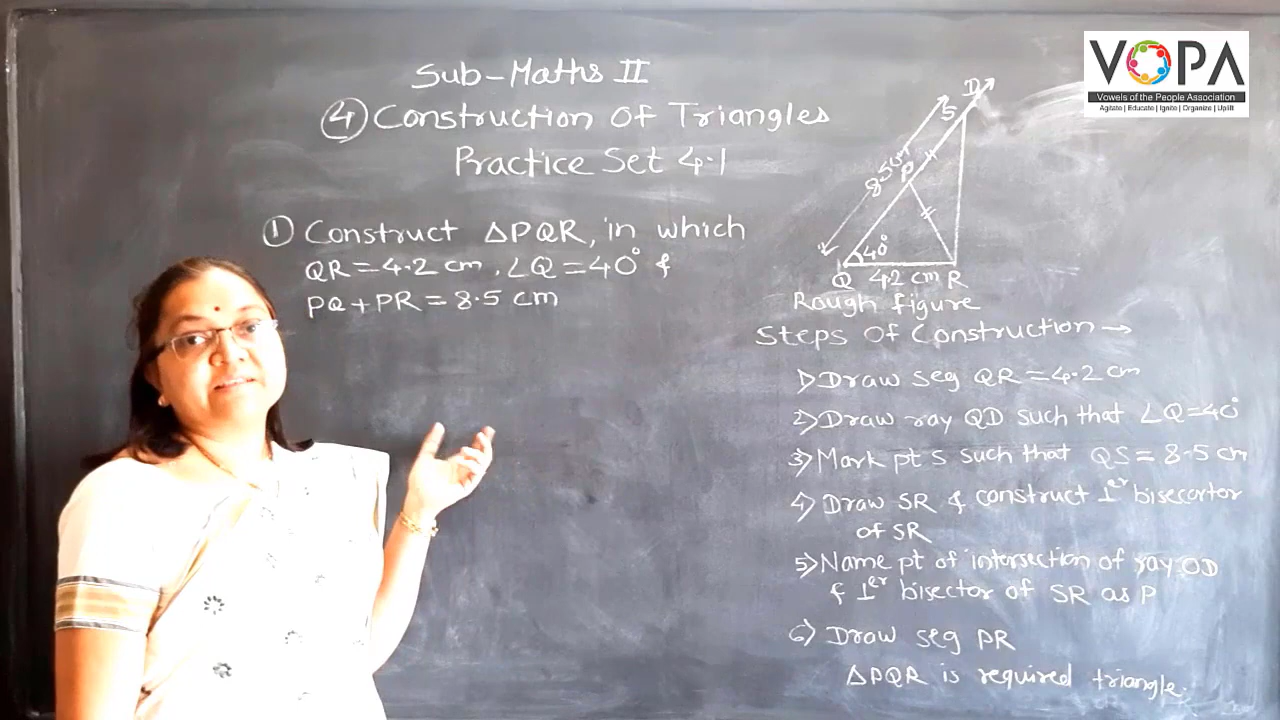 Sub-Maths II
④ Construction Of Triangles
Practice Set 4.1
① Construct △PQR, in which
QR = 4.2 cm, ∠Q = 40° &
PQ + PR = 8.5 cm
VOPA
Vowels of the People Association
Agitate | Educate | Ignite | Organize | Uplift
D
S
8.5 cm
P
40°
Q 4.2 cm R
Rough figure
Steps Of Construction →
1) Draw seg QR = 4.2 cm
2) Draw ray QD such that ∠Q = 40°
3) Mark pt S such that QS = 8.5 cm
4) Draw SR & construct ⊥er bisecortor
of SR
5) Name pt of intersection of ray QD
& ⊥er bisector of SR as P
6) Draw seg PR
△PQR is required triangle.